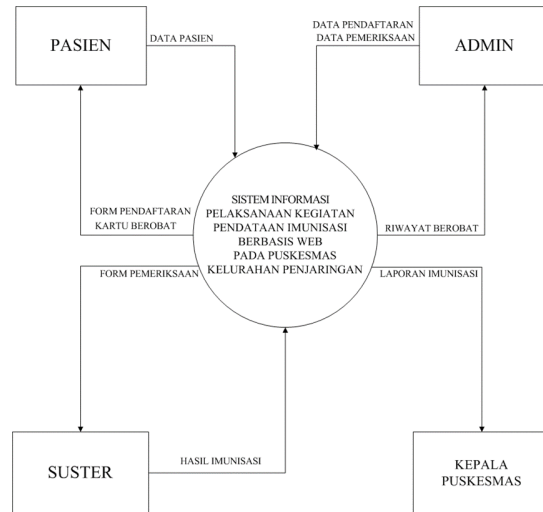 PASIEN
DATA PASIEN
DATA PENDAFTARAN
DATA PEMERIKSAAN
ADMIN
FORM PENDAFTARAN
KARTU BEROBAT
SISTEM INFORMASI
PELAKSANAAN KEGIATAN
PENDATAAN IMUNISASI
BERBASIS WEB
PADA PUSKESMAS
KELURAHAN PENJARINGAN
RIWAYAT BEROBAT
FORM PEMERIKSAAN
LAPORAN IMUNISASI
SUSTER
HASIL IMUNISASI
KEPALA
PUSKESMAS